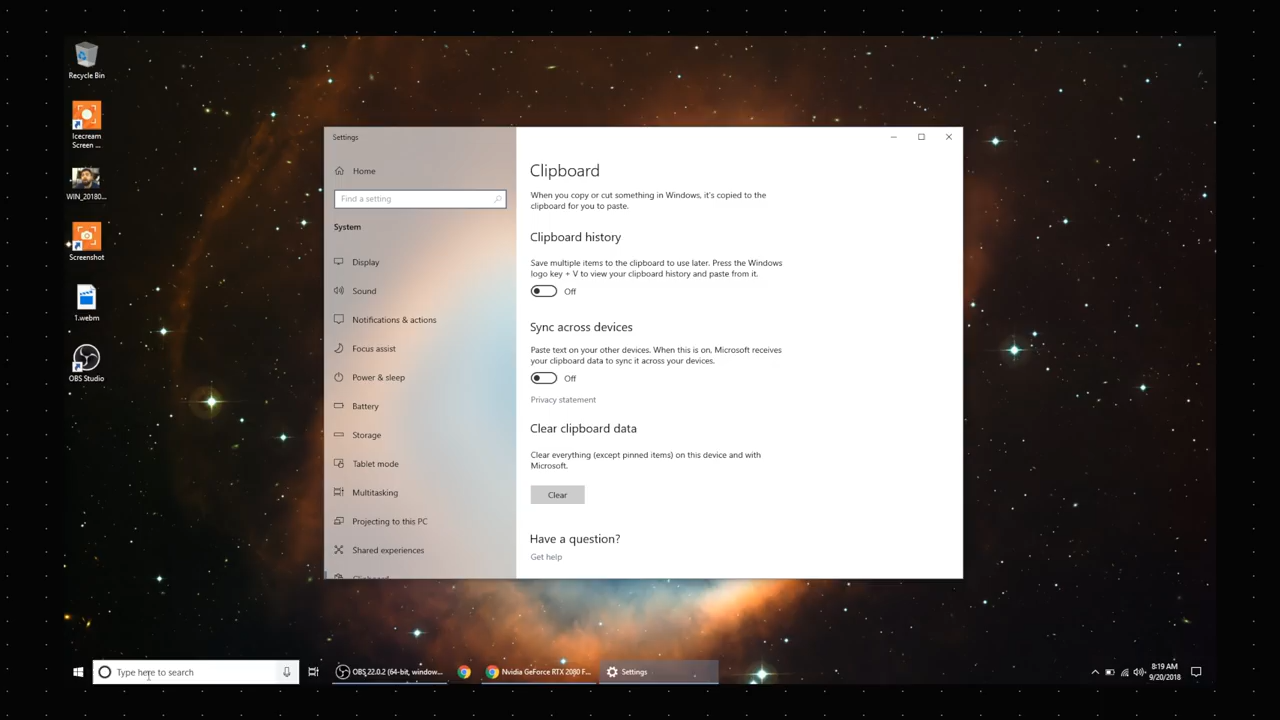 Recycle Bin
Icecream
Screen ...
WIN_20180...
Screenshot
1.webm
OBS Studio
Settings
Home
Find a setting
System
Display
Sound
Notifications & actions
Focus assist
Power & sleep
Battery
Storage
Tablet mode
Multitasking
Projecting to this PC
Shared experiences
Clipboard
Clipboard
When you copy or cut something in Windows, it's copied to the
clipboard for you to paste.
Clipboard history
Save multiple items to the clipboard to use later. Press the Windows
logo key + V to view your clipboard history and paste from it.
Off
Sync across devices
Paste text on your other devices. When this is on, Microsoft receives
your clipboard data to sync it across your devices.
Off
Privacy statement
Clear clipboard data
Clear everything (except pinned items) on this device and with
Microsoft.
Clear
Have a question?
Get help
Type here to search
OBS 22.0.2 (64-bit, window...
Nvidia GeForce RTX 2080 F...
Settings
8:19 AM
9/20/2018